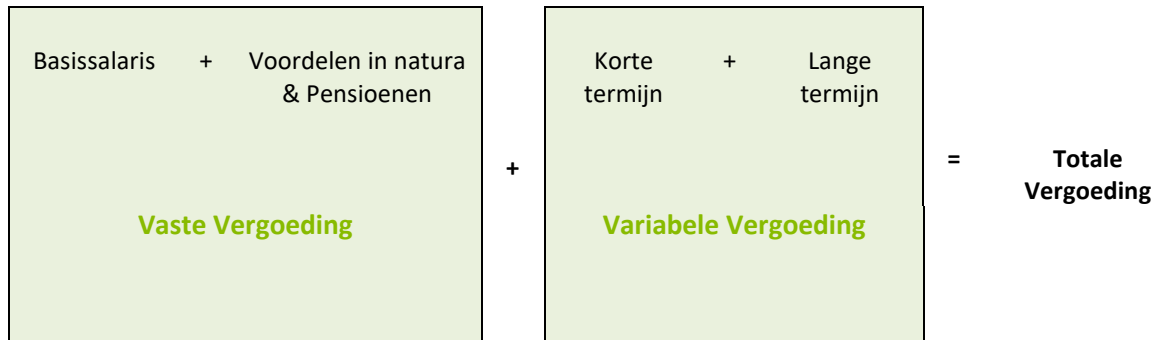 Basissalaris + Voordelen in natura & Pensioenen
Vaste Vergoeding
+
Korte termijn + Lange termijn
Variabele Vergoeding
= Totale Vergoeding